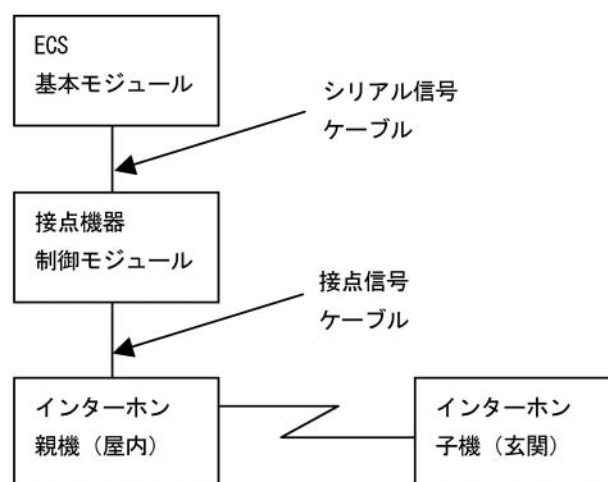 ECS
基本モジュール
シリアル信号
ケーブル
接点機器
制御モジュール
接点信号
ケーブル
インターホン
親機（屋内）
インターホン
子機（玄関）